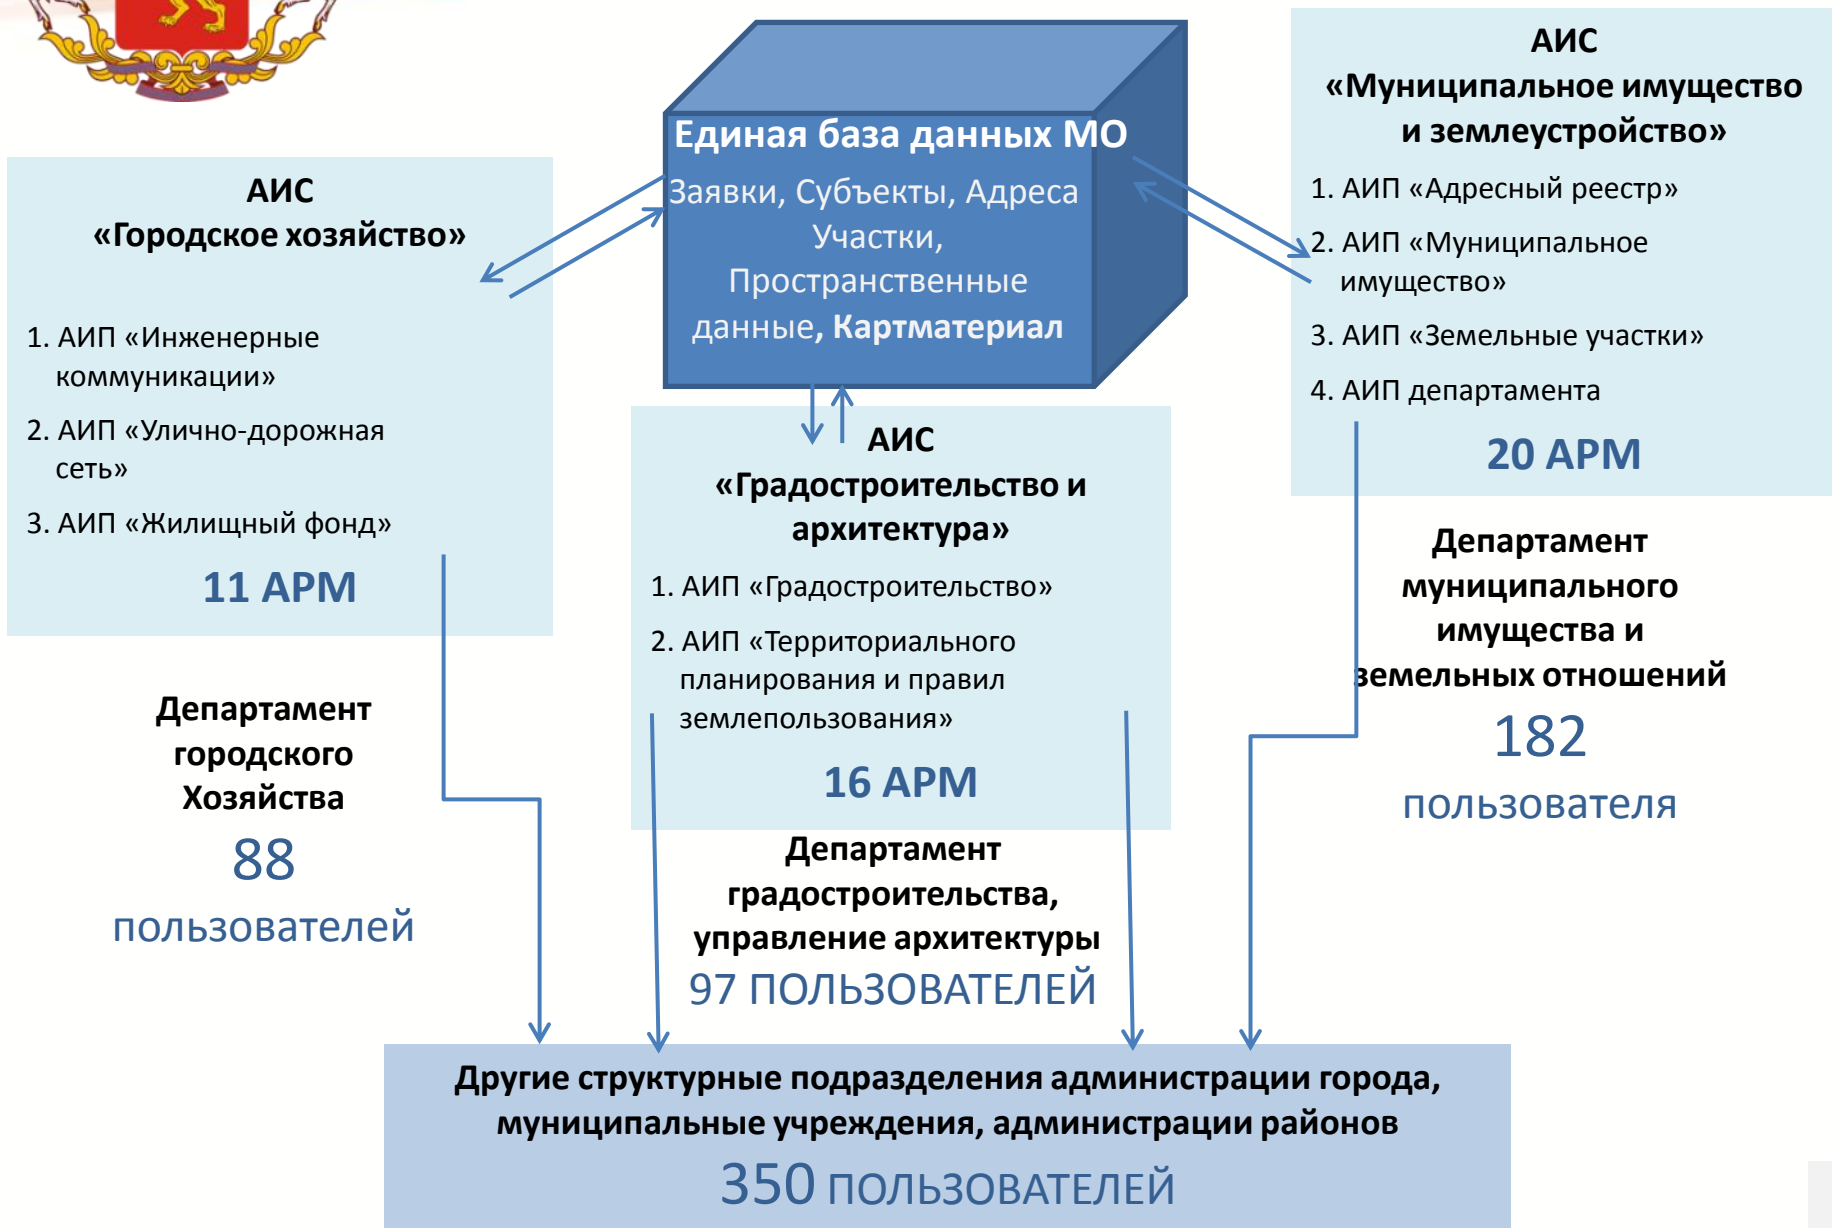 Единая база данных МО
Заявки, Субъекты, Адреса
Участки,
Пространственные
данные, Картматериал
АИС
«Городское хозяйство»
1. АИП «Инженерные
коммуникации»
2. АИП «Улично-дорожная
сеть»
3. АИП «Жилищный фонд»
11 АРМ
Департамент
городского
Хозяйства
88
пользователей
АИС
«Градостроительство и
архитектура»
1. АИП «Градостроительство»
2. АИП «Территориального
планирования и правил
землепользования»
16 АРМ
Департамент
градостроительства,
управление архитектуры
97 ПОЛЬЗОВАТЕЛЕЙ
АИС
«Муниципальное имущество
и землеустройство»
1. АИП «Адресный реестр»
2. АИП «Муниципальное
имущество»
3. АИП «Земельные участки»
4. АИП департамента
20 АРМ
Департамент
муниципального
имущества и
земельных отношений
182
пользователя
Другие структурные подразделения администрации города,
муниципальные учреждения, администрации районов
350 ПОЛЬЗОВАТЕЛЕЙ